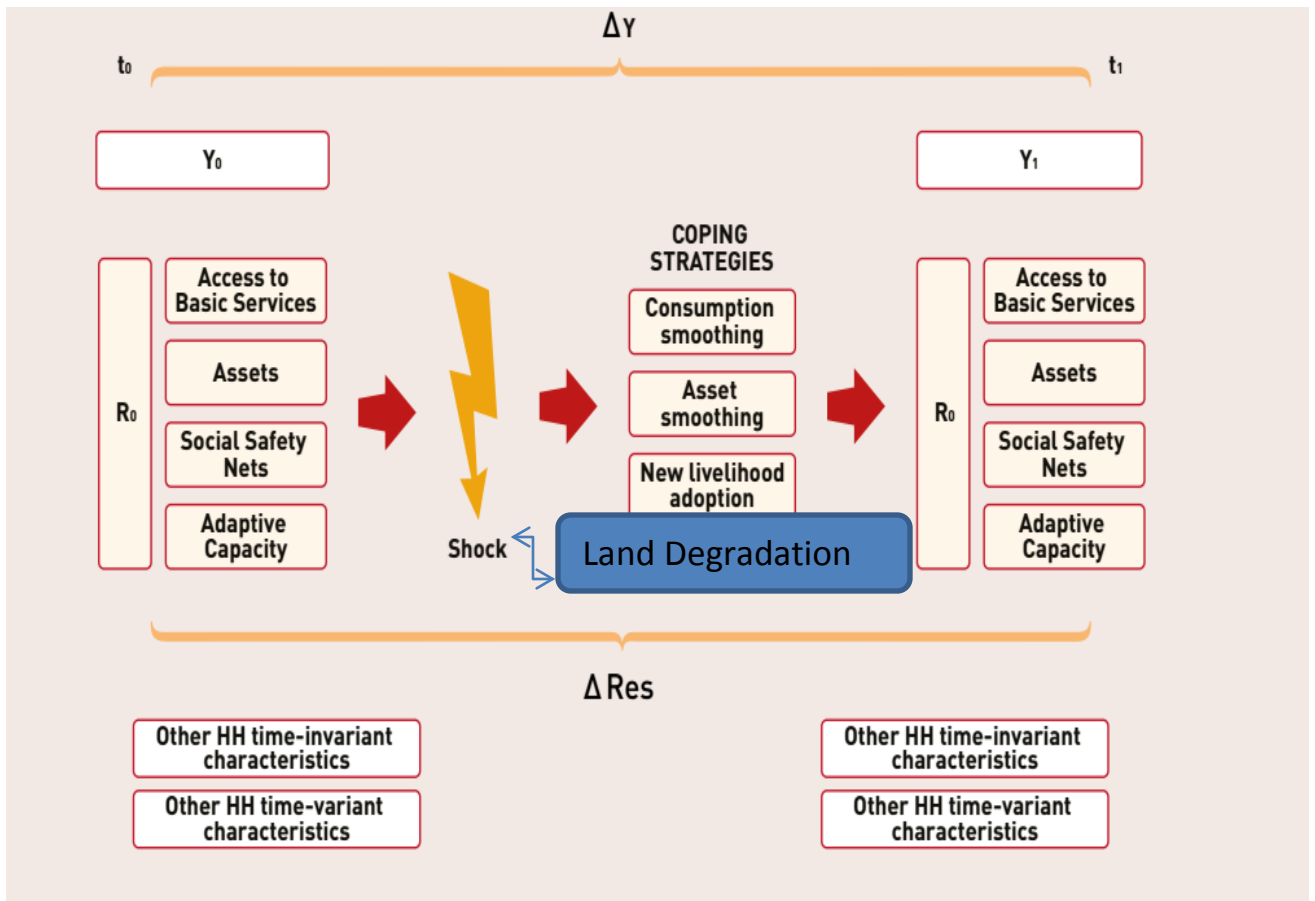 ΔY
t₀
t₁
Y₀
Y₁
R₀
Access to
Basic Services
Assets
Social Safety
Nets
Adaptive
Capacity
Shock
COPING
STRATEGIES
Consumption
smoothing
Asset
smoothing
New livelihood
adoption
Land Degradation
R₀
Access to
Basic Services
Assets
Social Safety
Nets
Adaptive
Capacity
Δ Res
Other HH time-invariant
characteristics
Other HH time-variant
characteristics
Other HH time-invariant
characteristics
Other HH time-variant
characteristics